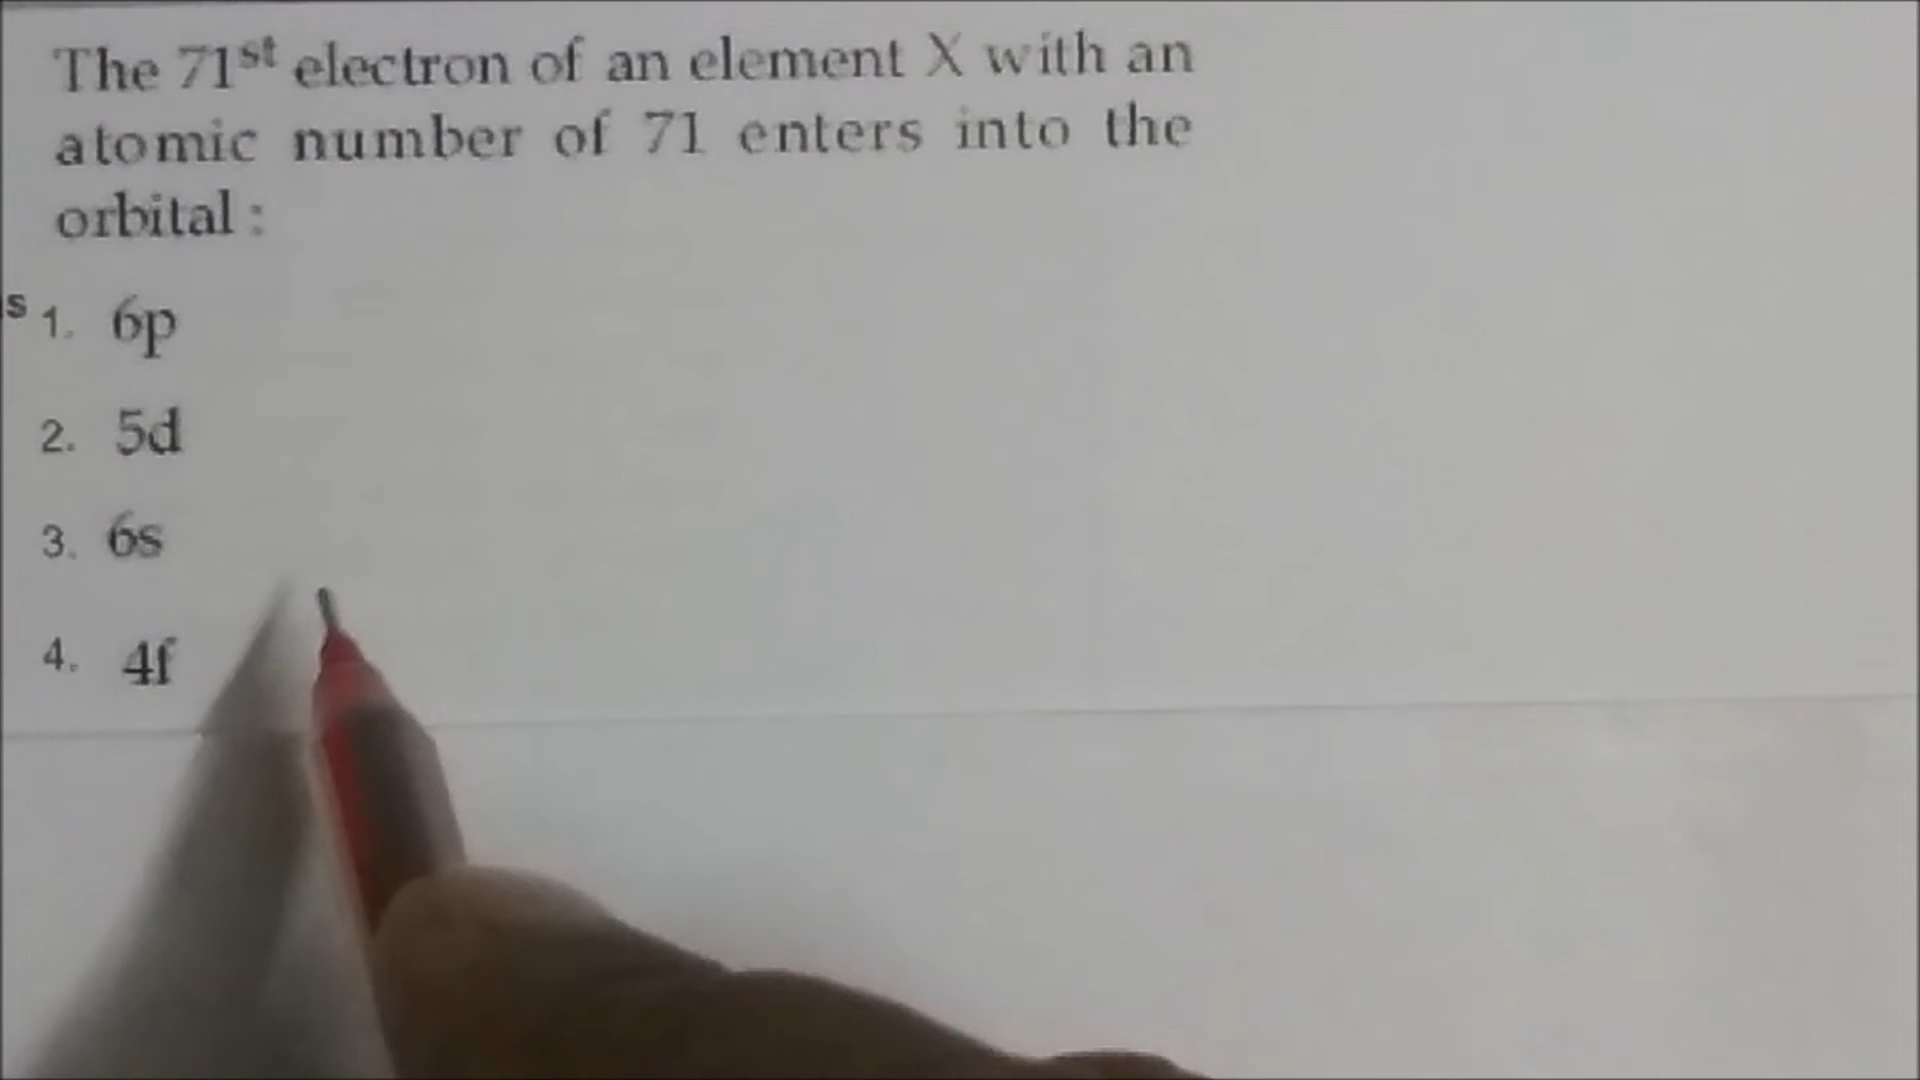 The 71st electron of an element X with an
atomic number of 71 enters into the
orbital :
s
1. 6p
2. 5d
3. 6s
4. 4f